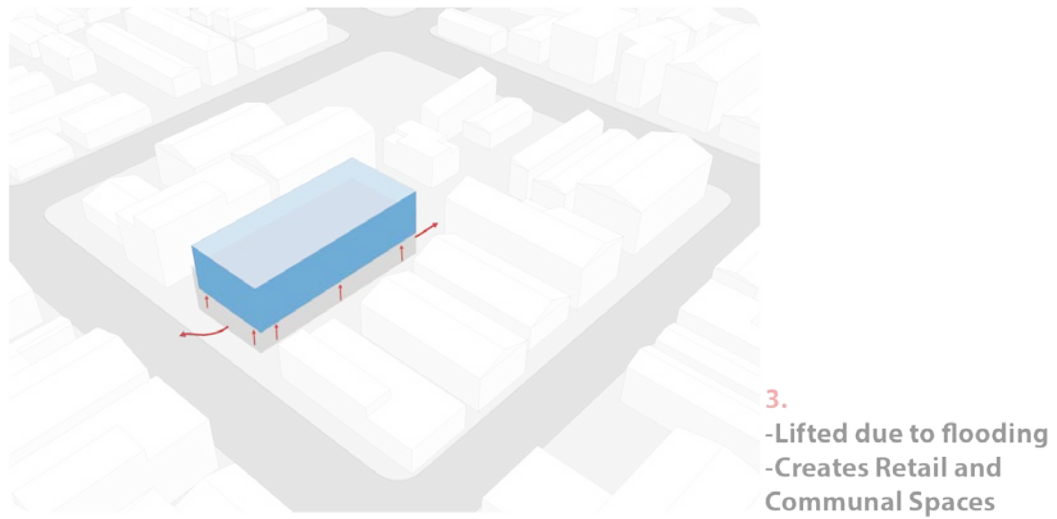 3.
-Lifted due to flooding
-Creates Retail and
Communal Spaces